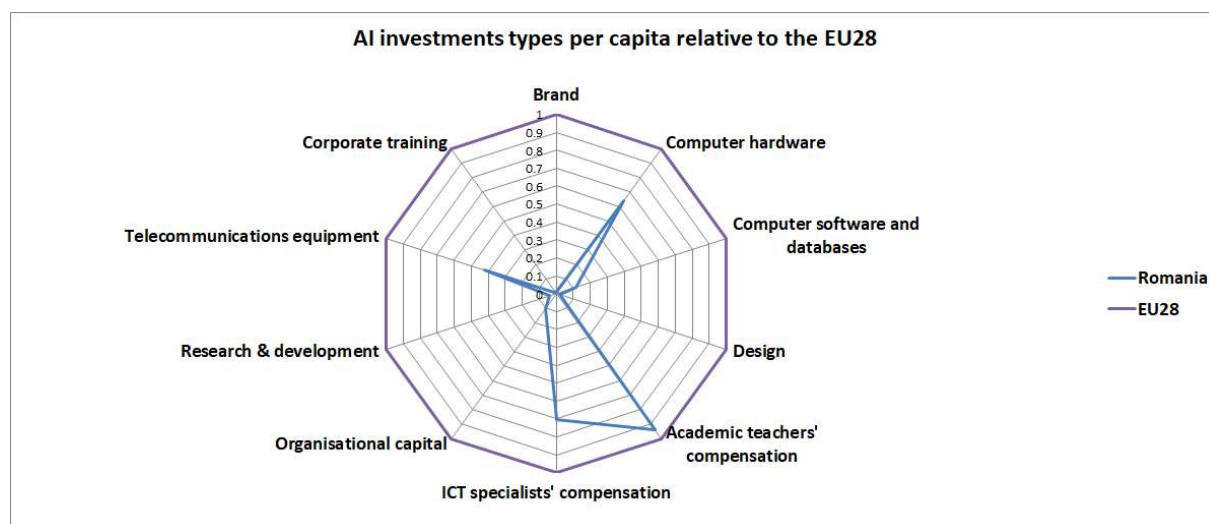 AI investments types per capita relative to the EU28
Brand
Computer hardware
Computer software and
databases
Design
Academic teachers'
compensation
ICT specialists' compensation
Organisational capital
Research & development
Telecommunications equipment
Corporate training
1
0.9
0.8
0.7
0.6
0.5
0.4
0.3
0.2
0.1
0
Romania
EU28